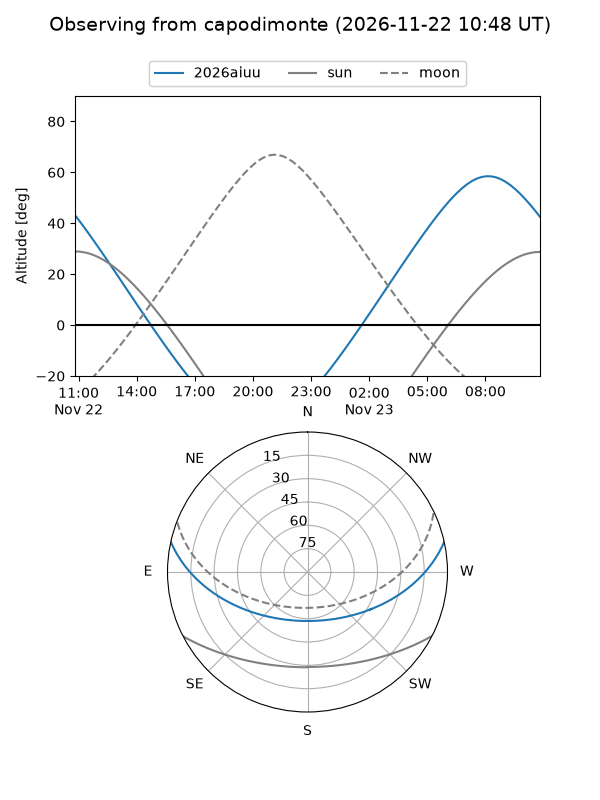 Observing from capodimonte (2026-11-22 10:48 UT)
2026aiuu sun moon
80
60
40
20
0
−20
Altitude [deg]
11:00 14:00 17:00 20:00 23:00 02:00 05:00 08:00
Nov 22 Nov 23
N
NE NW
15
30
45
60
75
E W
SE SW
S